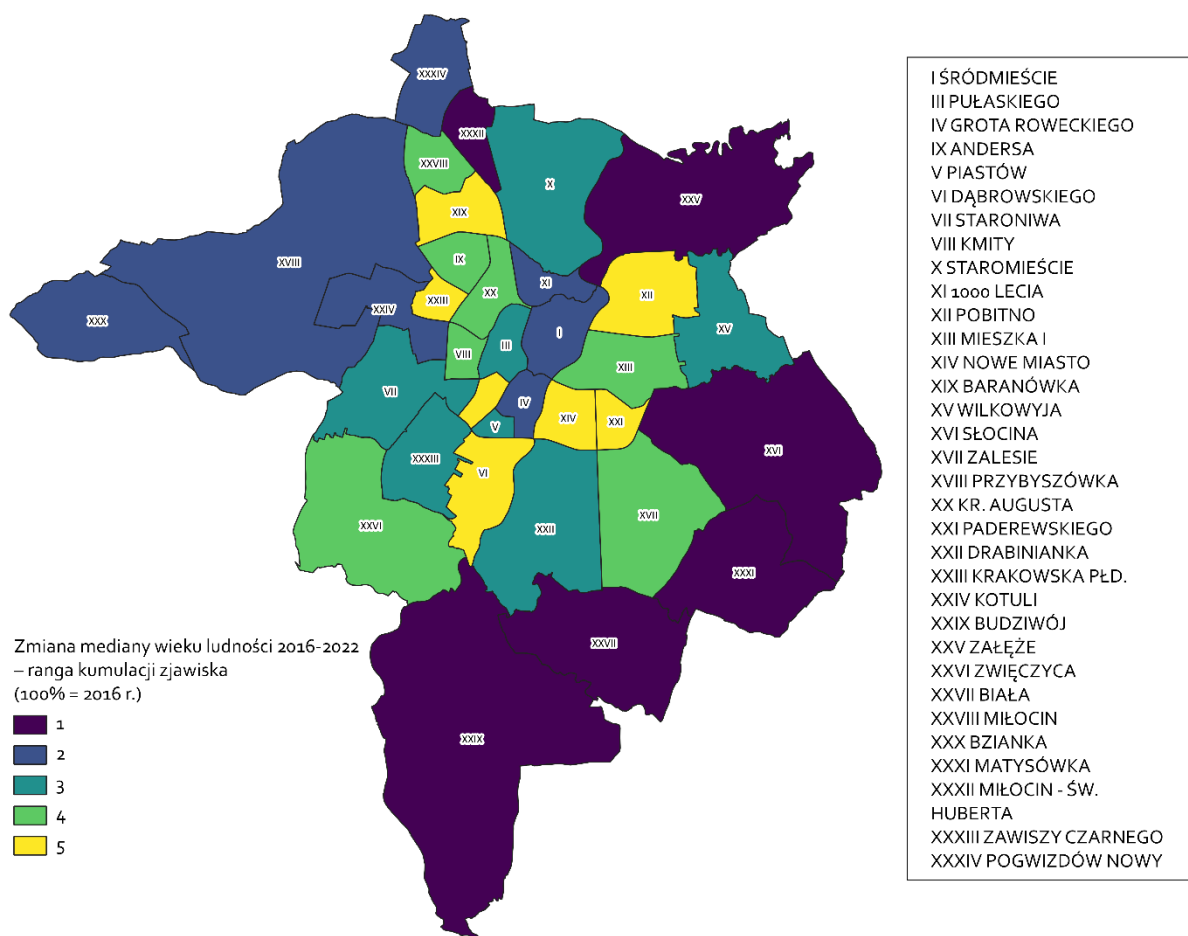 XXXIV
XXXII
XXVIII
X
XXV
XIX
IX
XVIII
XX
XI
XII
XXIII
XXIV
XXX
I
XV
III
VIII
XIII
VII
IV
XIV
XXI
V
XVI
XXXIII
VI
XXVI
XXII
XVII
XXXI
XXVII
XXIX
Zmiana mediany wieku ludności 2016-2022
– ranga kumulacji zjawiska
(100% = 2016 r.)
1
2
3
4
5
I ŚRÓDMIEŚCIE
III PUŁASKIEGO
IV GROTA ROWECKIEGO
IX ANDERSA
V PIASTÓW
VI DĄBROWSKIEGO
VII STARONIWA
VIII KMITY
X STAROMIEŚCIE
XI 1000 LECIA
XII POBITNO
XIII MIESZKA I
XIV NOWE MIASTO
XIX BARANÓWKA
XV WILKOWYJA
XVI SŁOCINA
XVII ZALESIE
XVIII PRZYBYSZÓWKA
XX KR. AUGUSTA
XXI PADEREWSKIEGO
XXII DRABINIANKA
XXIII KRAKOWSKA PŁD.
XXIV KOTULI
XXIX BUDZIWÓJ
XXV ZAŁĘŻE
XXVI ZWIĘCZYCA
XXVII BIAŁA
XXVIII MIŁOCIN
XXX BZIANKA
XXXI MATYSÓWKA
XXXII MIŁOCIN - ŚW.
HUBERTA
XXXIII ZAWISZY CZARNEGO
XXXIV POGWIZDÓW NOWY